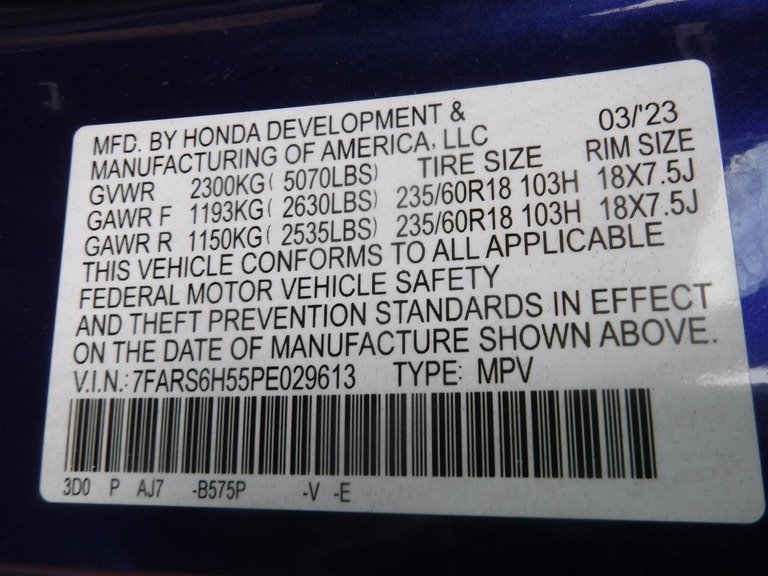 MFD. BY HONDA DEVELOPMENT & 03/'23
MANUFACTURING OF AMERICA, LLC
TIRE SIZE RIM SIZE
GVWR 2300KG( 5070LBS)
GAWR F 1193KG( 2630LBS) 235/60R18 103H 18X7.5J
GAWR R 1150KG( 2535LBS) 235/60R18 103H 18X7.5J
THIS VEHICLE CONFORMS TO ALL APPLICABLE
FEDERAL MOTOR VEHICLE SAFETY
AND THEFT PREVENTION STANDARDS IN EFFECT
ON THE DATE OF MANUFACTURE SHOWN ABOVE.
V.I.N.: 7FARS6H55PE029613 TYPE: MPV
3D0 P AJ7 -B575P -V -E